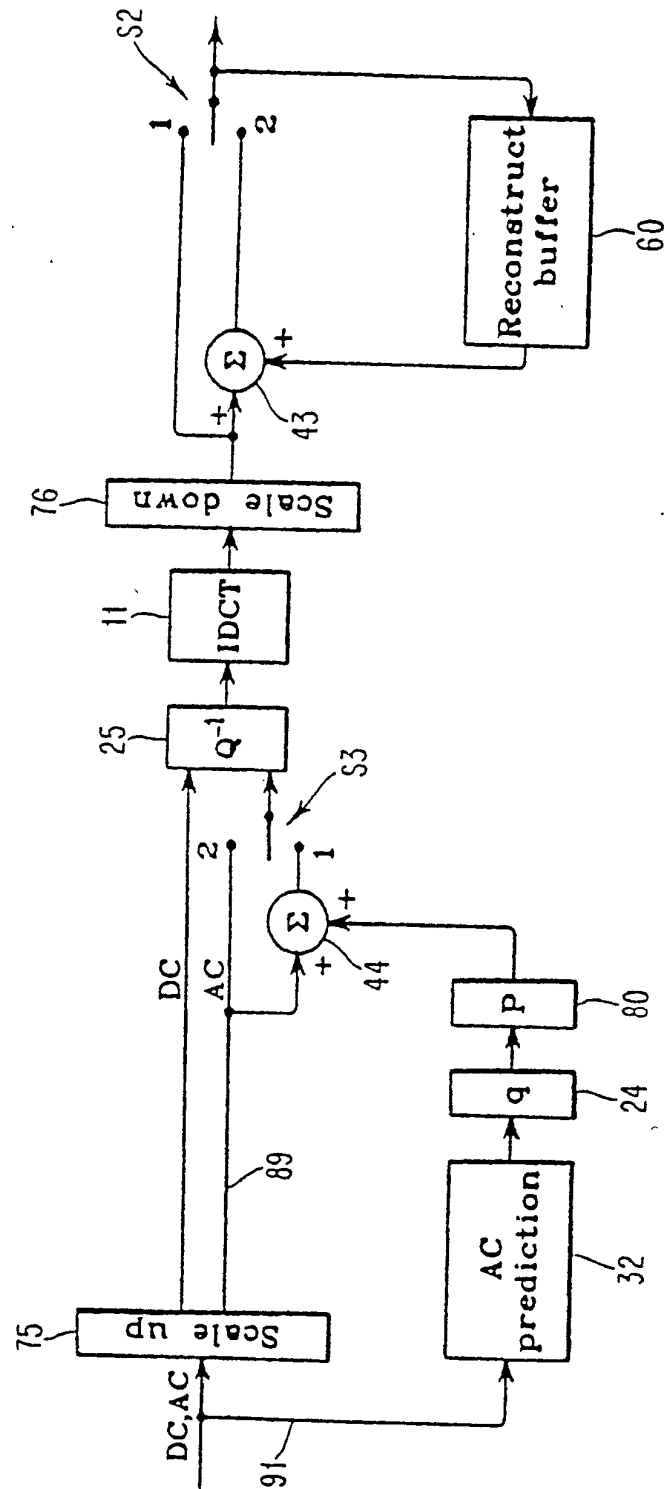 DC,AC
91
75
Scale up
89
DC
AC
2
1
S3
Σ
+
+
44
AC
prediction
32
q
24
P
80
25
Q⁻¹
11
IDCT
76
Scale down
+
Σ
+
43
1
2
S2
Reconstruct
buffer
60